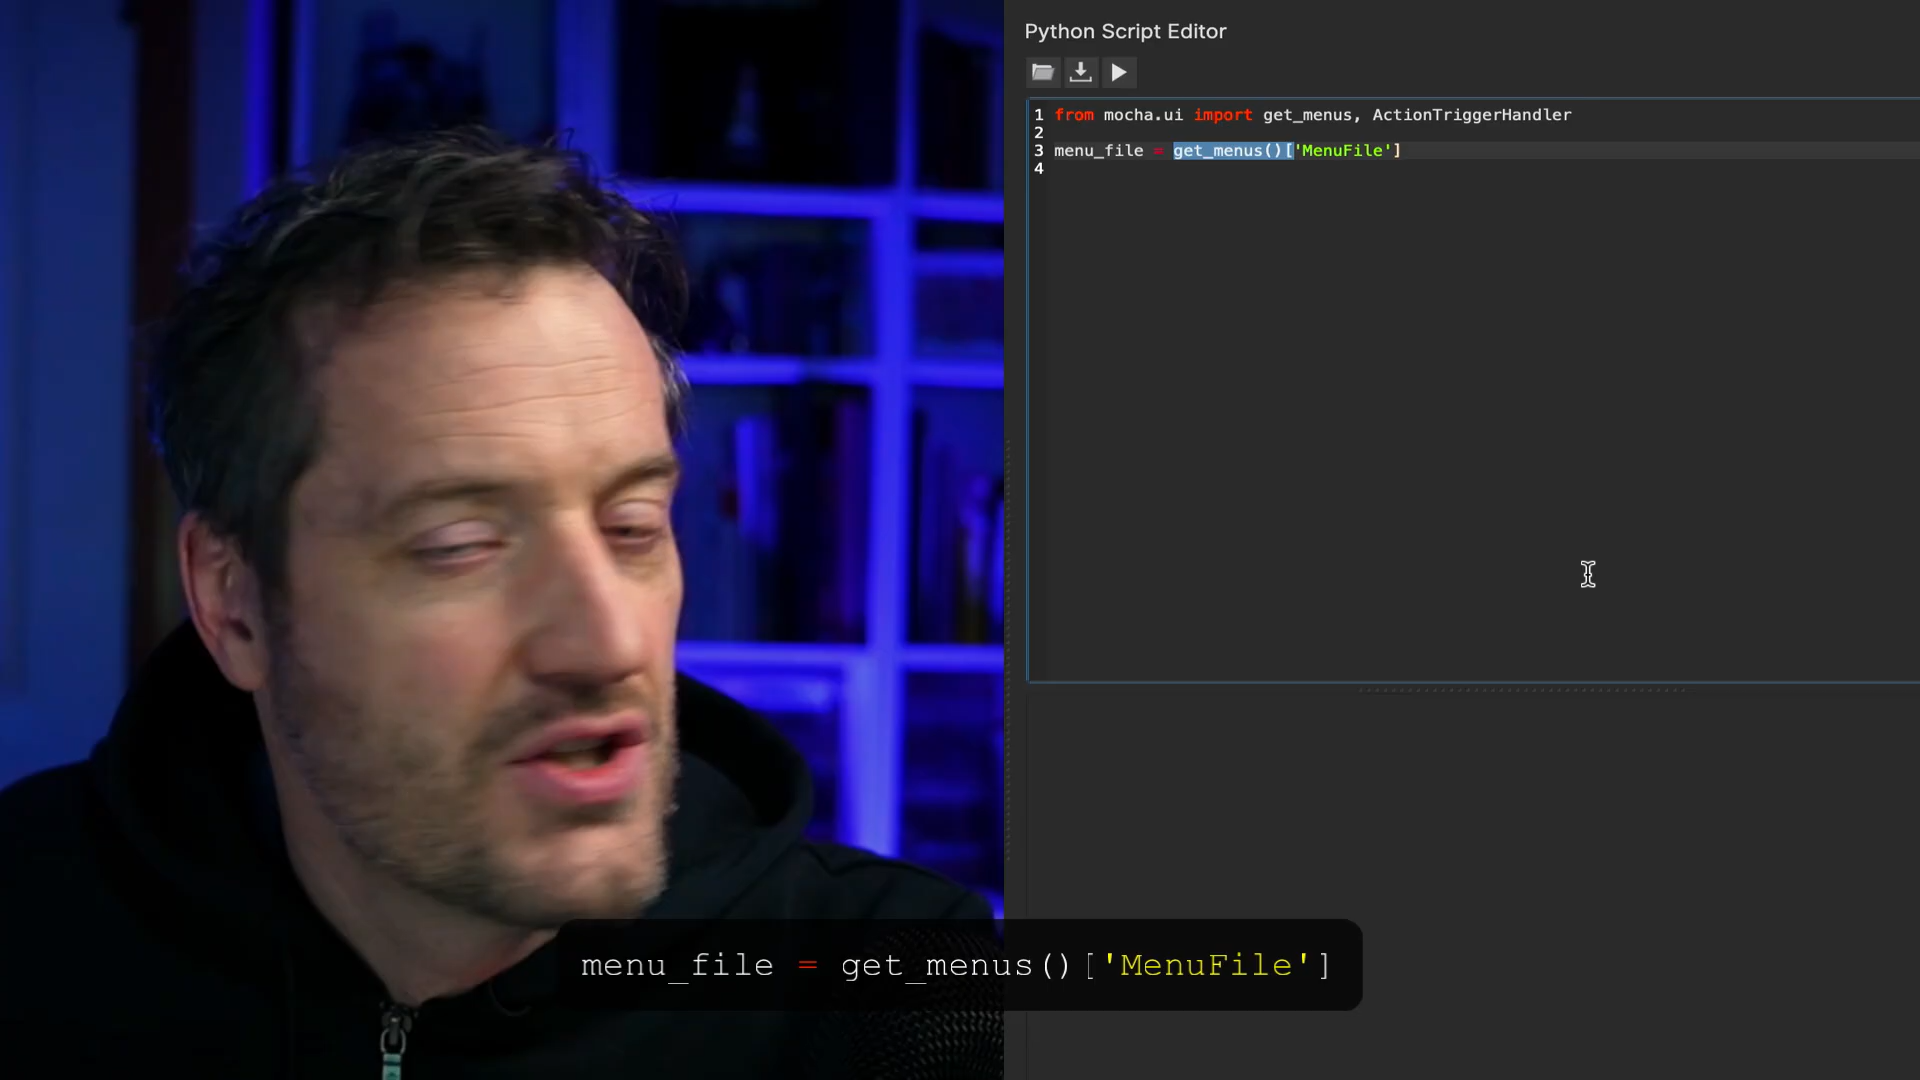 Python Script Editor
1 from mocha.ui import get_menus, ActionTriggerHandler
2
3 menu_file = get_menus()['MenuFile']
4
menu_file = get_menus()['MenuFile']